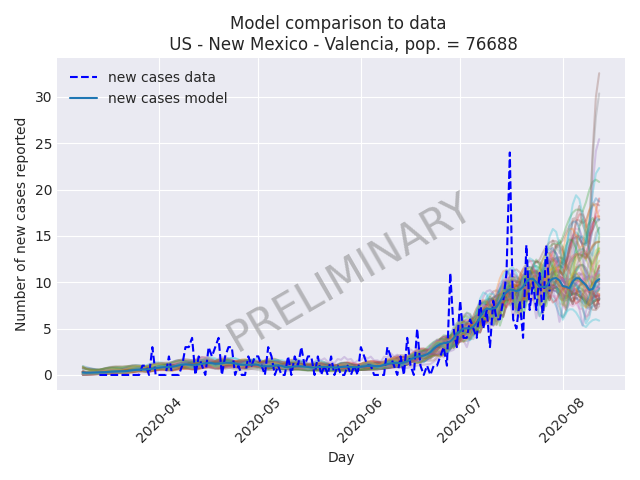 Model comparison to data
US - New Mexico - Valencia, pop. = 76688
new cases data
new cases model
Number of new cases reported
30
25
20
15
10
5
0
PRELIMINARY
2020-04
2020-05
2020-06
2020-07
2020-08
Day